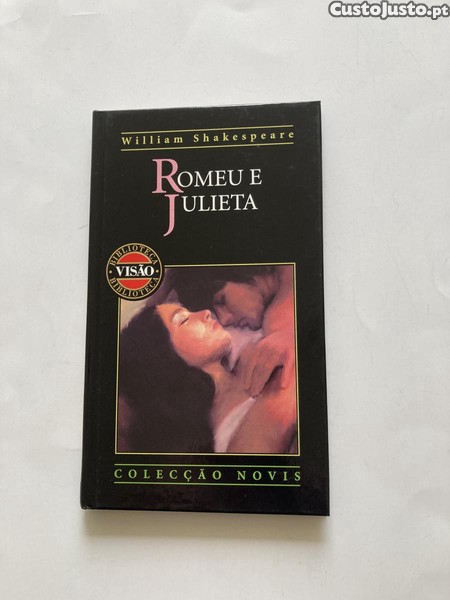 CustoJusto.pt
William Shakespeare
ROMEU E
JULIETA
BIBLIOTECA
VISÃO
BIBLIOTECA
COLECÇÃO NOVIS